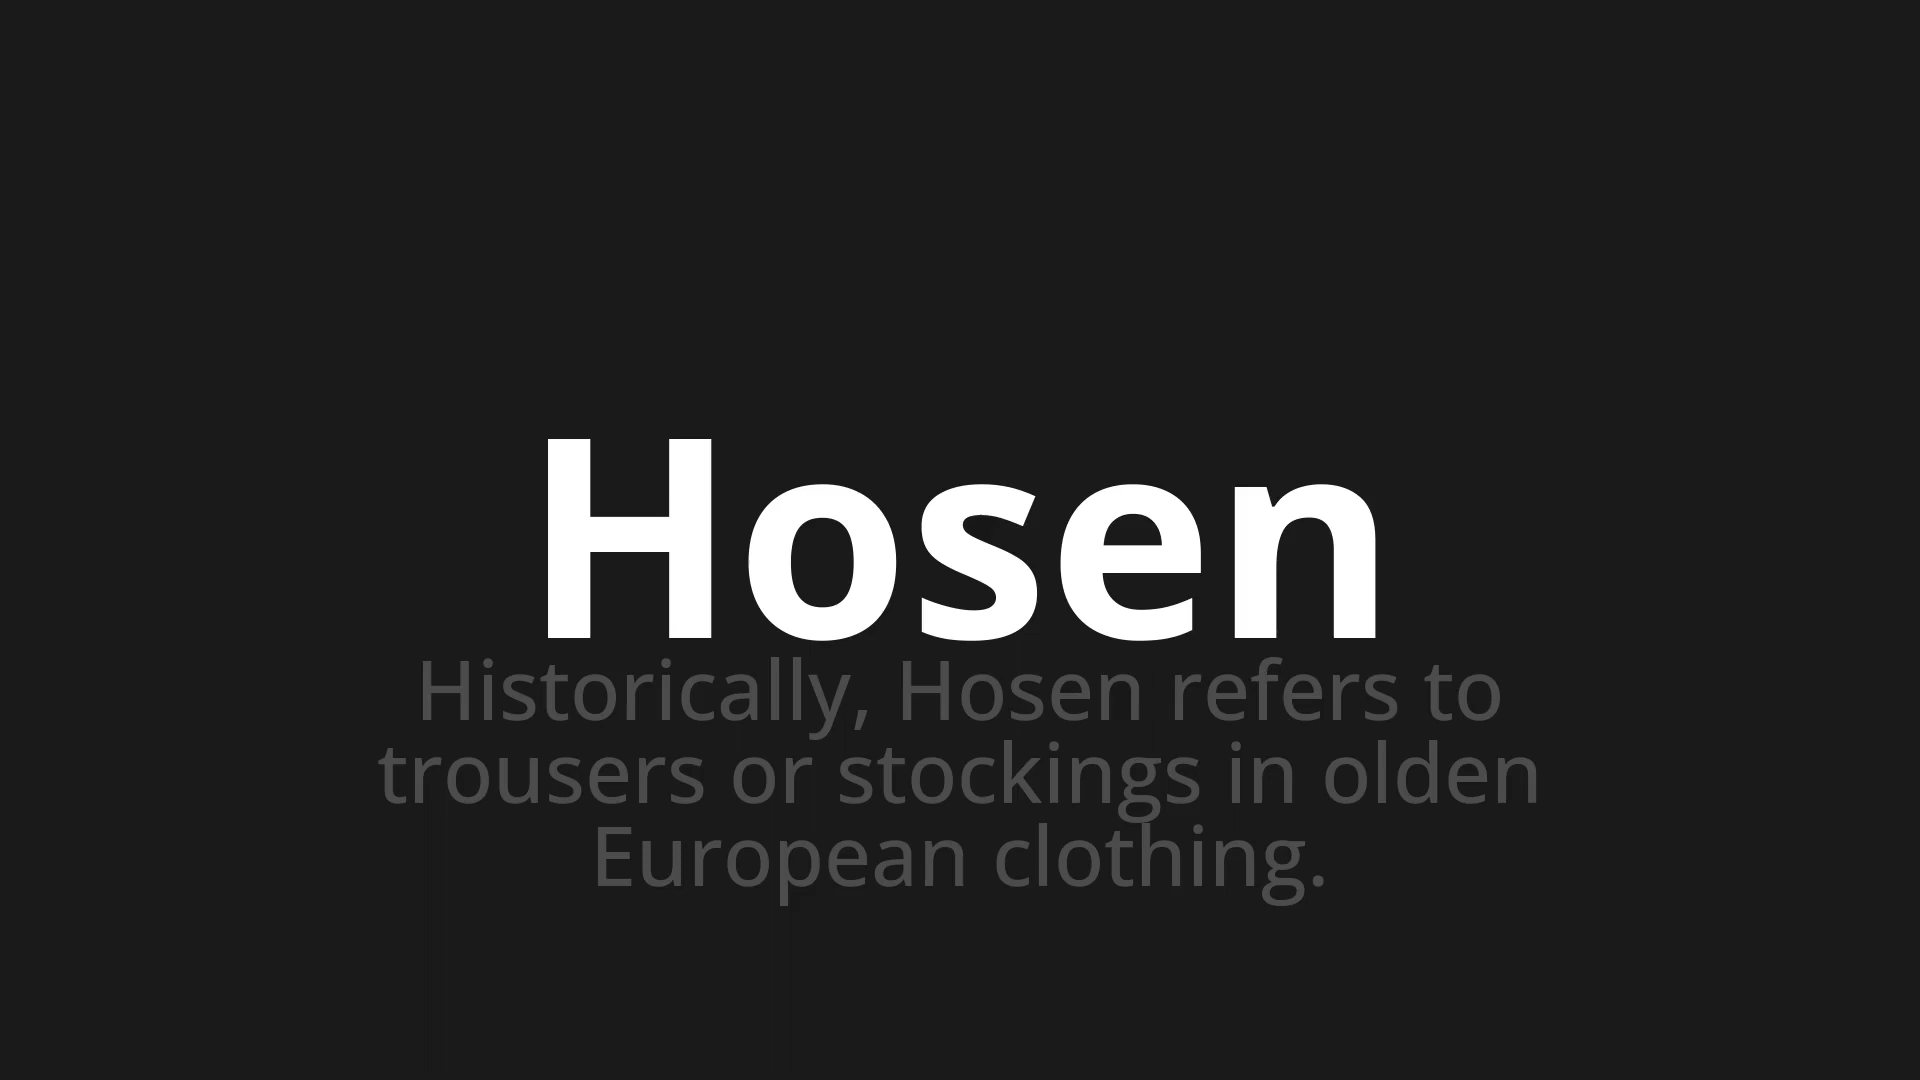 Hosen
Historically, Hosen refers to
trousers or stockings in olden
European clothing.